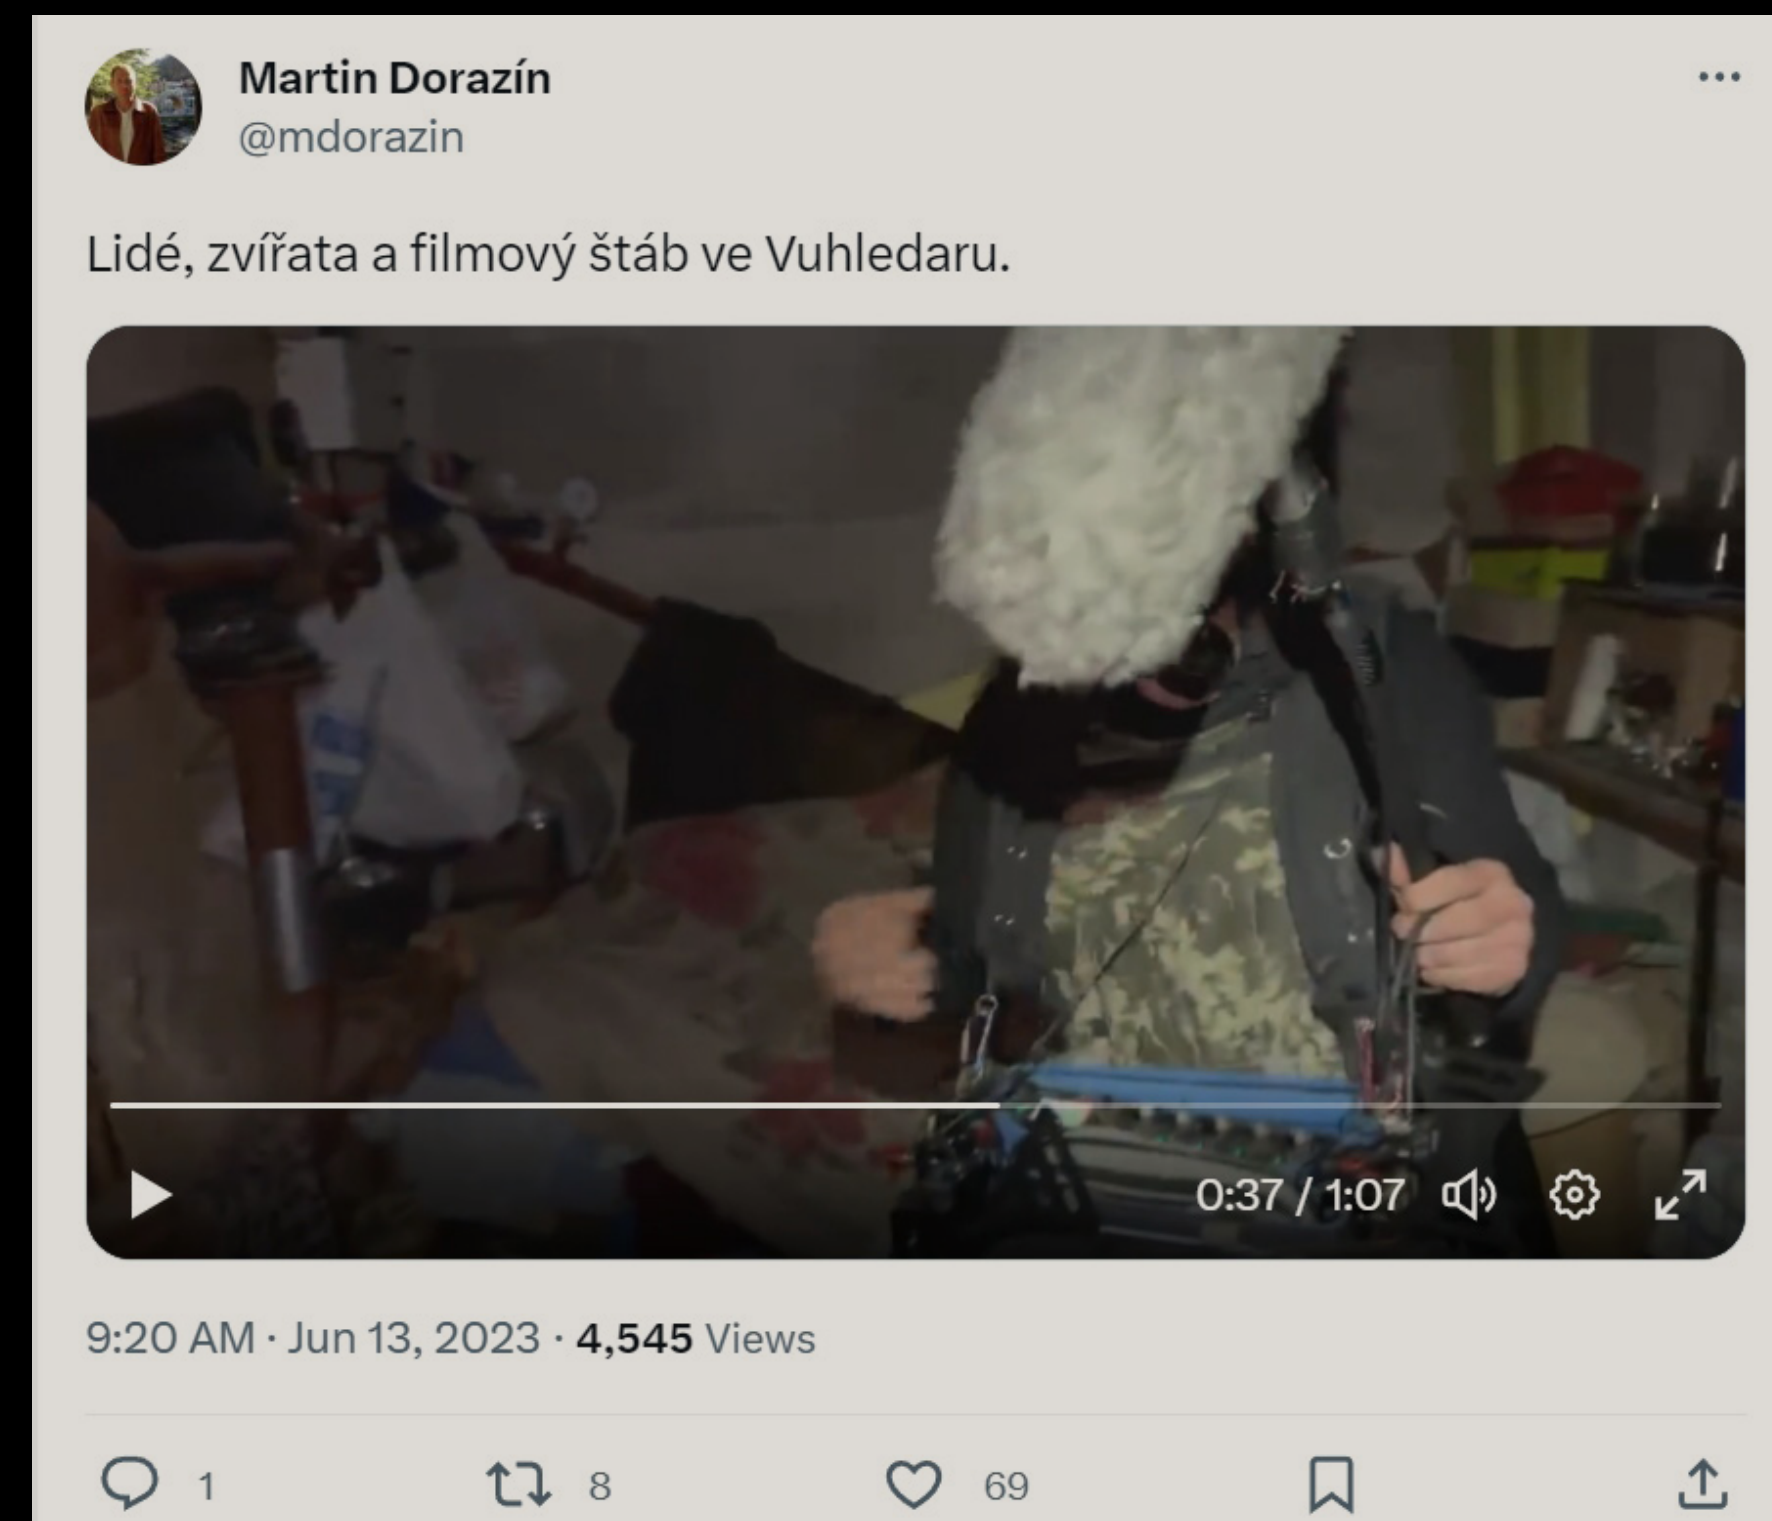 Martin Dorazín
@mdorazin
Lidé, zvířata a filmový štáb ve Vuhledaru.
0:37 / 1:07
9:20 AM · Jun 13, 2023 · 4,545 Views
1 8 69